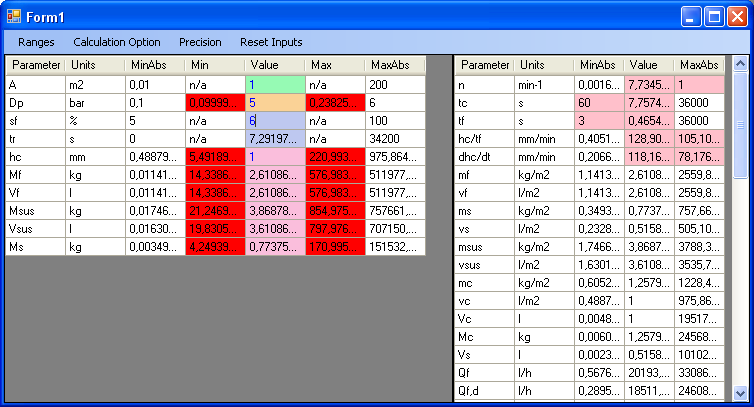 Form1
Ranges Calculation Option Precision Reset Inputs
Parameter Units MinAbs Min Value Max MaxAbs
A m2 0,01 n/a 1 n/a 200
Dp bar 0,1 0,09999... 5 0,23825... 6
sf % 5 n/a 6 n/a 100
tr s 0 n/a 7,29197... n/a 34200
hc mm 0,48879... 5.49189... 1 220,993... 975,864...
Mf kg 0,01141... 14.3386... 2,61086... 576,983... 511977,...
Vf l 0,01141... 14.3386... 2,61086... 576,983... 511977,...
Msus kg 0,01746... 21.2469... 3,86878... 854,975... 757661,...
Vsus l 0,01630... 19.8305... 3,61086... 797,976... 707150,...
Ms kg 0,00349... 4.24939... 0,77375... 170,995... 151532,...
Parameter Units MinAbs Value MaxAbs
n min-1 0,0016... 7,7345... 1
tc s 60 7,7574... 36000
tf s 3 0,4654... 36000
hc/tf mm/min 0,4051... 128,90... 105,10...
dhc/dt mm/min 0,2066... 118,16... 78,176...
mf kg/m2 1,1413... 2,6108... 2559,8...
vf l/m2 1,1413... 2,6108... 2559,8...
ms kg/m2 0,3493... 0,7737... 757,66...
vs l/m2 0,2328... 0,5158... 505,10...
msus kg/m2 1,7466... 3,8687... 3788,3...
vsus l/m2 1,6301... 3,6108... 3535,7...
mc kg/m2 0,6052... 1,2579... 1228,4...
vc l/m2 0,4887... 1 975,86...
Vc l 0,0048... 1 19517...
Mc kg 0,0060... 1,2579... 24568...
Vs l 0,0023... 0,5158... 10102...
Qf l/h 0,5676... 20193,... 33086...
Qf,d l/h 0,2895... 18511,... 24608...